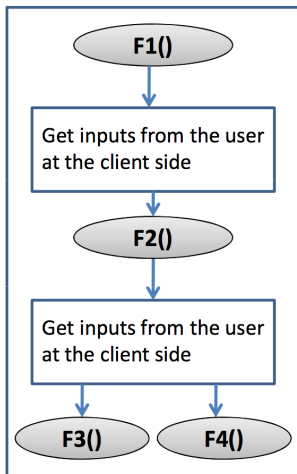 F1()
Get inputs from the user
at the client side
F2()
Get inputs from the user
at the client side
F3()
F4()